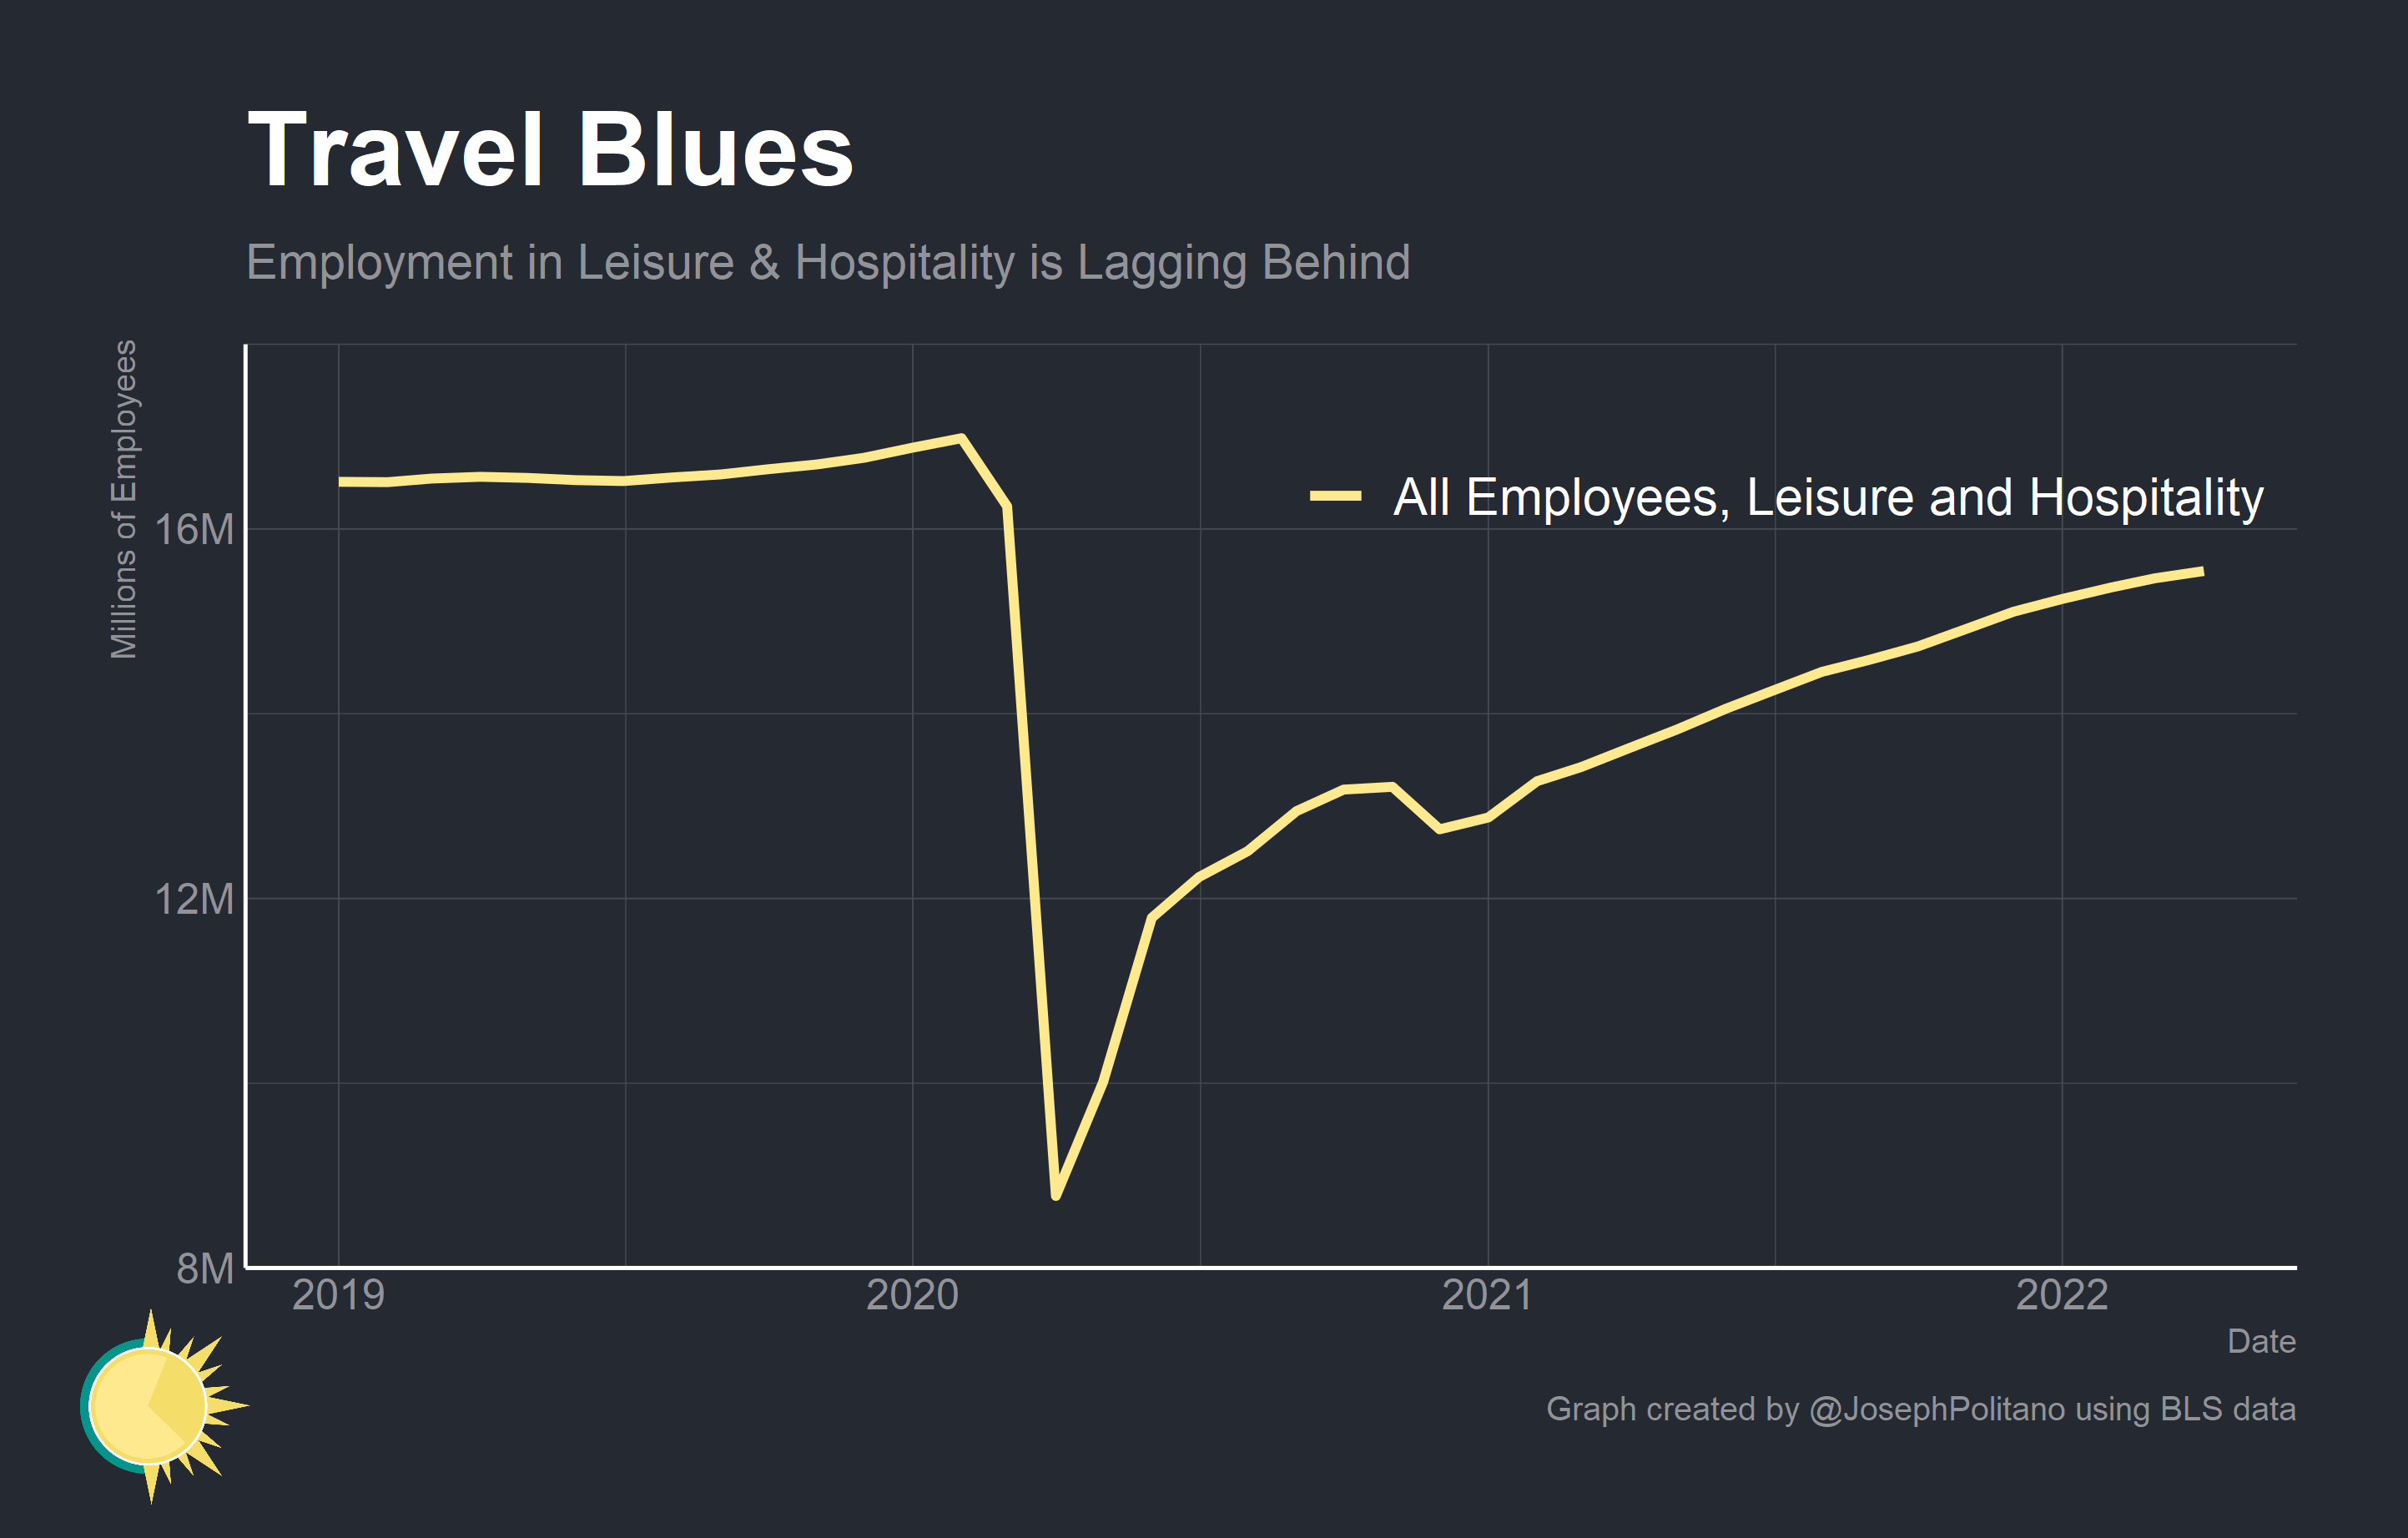 Travel Blues
Employment in Leisure & Hospitality is Lagging Behind
Millions of Employees
All Employees, Leisure and Hospitality
16M
12M
8M
2019
2020
2021
2022
Date
Graph created by @JosephPolitano using BLS data